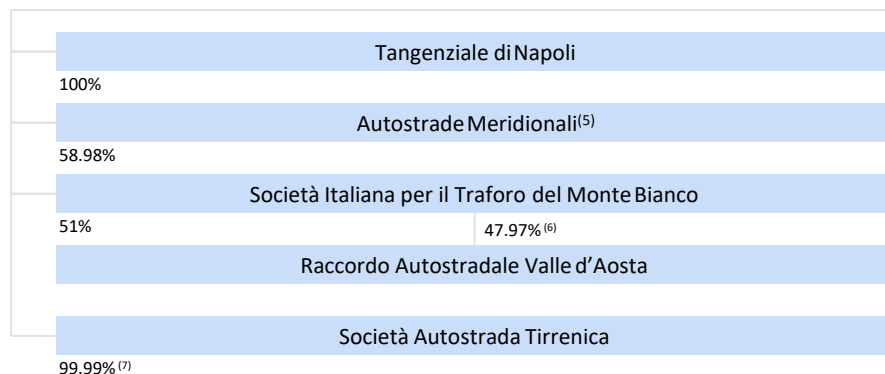 Tangenziale di Napoli
100%
Autostrade Meridionali(5)
58.98%
Società Italiana per il Traforo del Monte Bianco
51% 47.97% (6)
Raccordo Autostradale Valle d’Aosta
Società Autostrada Tirrenica
99.99% (7)